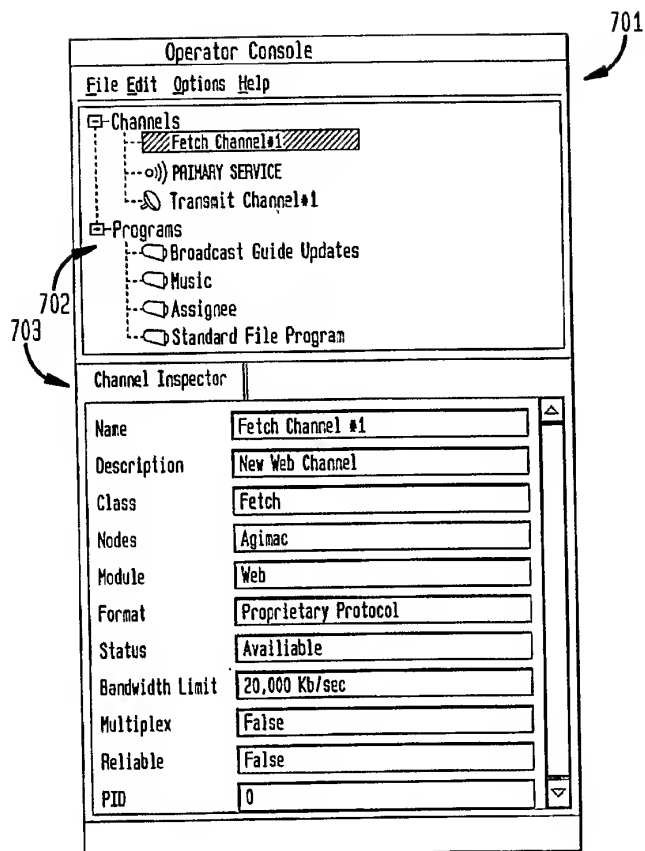 701
Operator Console
File Edit Options Help
Channels
Fetch Channel#1
PRIMARY SERVICE
Transmit Channel#1
Programs
Broadcast Guide Updates
702
Music
Assignee
703
Standard File Program
Channel Inspector
Name Fetch Channel #1
Description New Web Channel
Class Fetch
Nodes Agimac
Module Web
Format Proprietary Protocol
Status Availliable
Bandwidth Limit 20,000 Kb/sec
Multiplex False
Reliable False
PID 0